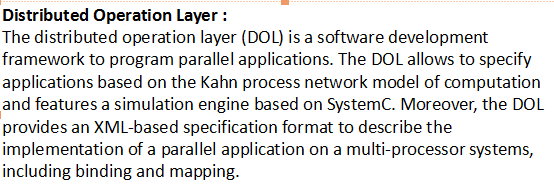 Distributed Operation Layer :
The distributed operation layer (DOL) is a software development
framework to program parallel applications. The DOL allows to specify
applications based on the Kahn process network model of computation
and features a simulation engine based on SystemC. Moreover, the DOL
provides an XML-based specification format to describe the
implementation of a parallel application on a multi-processor systems,
including binding and mapping.